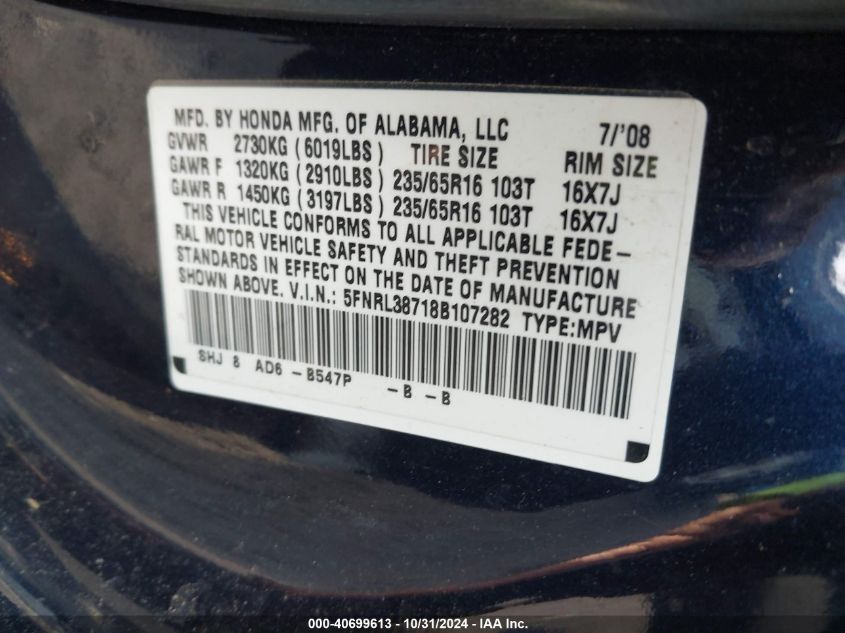 MFD. BY HONDA MFG. OF ALABAMA, LLC 7/'08
GVWR 2730KG (6019LBS) TIRE SIZE RIM SIZE
GAWR F 1320KG (2910LBS) 235/65R16 103T 16X7J
GAWR R 1450KG (3197LBS) 235/65R16 103T 16X7J
THIS VEHICLE CONFORMS TO ALL APPLICABLE FEDE-
RAL MOTOR VEHICLE SAFETY AND THEFT PREVENTION
STANDARDS IN EFFECT ON THE DATE OF MANUFACTURE
SHOWN ABOVE. V.I.N.: 5FNRL38718B107282 TYPE:MPV
SHJ 8 AD6 -B547P -B -B
000-40699613 - 10/31/2024 - IAA Inc.